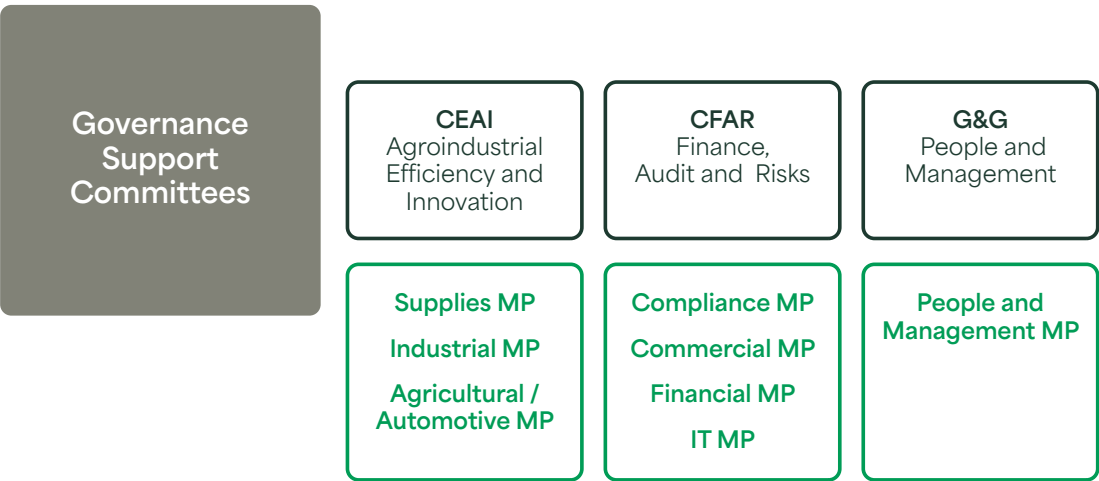 Governance
Support
Committees
CEAI
Agroindustrial
Efficiency and
Innovation
CFAR
Finance,
Audit and Risks
G&G
People and
Management
Supplies MP
Industrial MP
Agricultural /
Automotive MP
Compliance MP
Commercial MP
Financial MP
IT MP
People and
Management MP